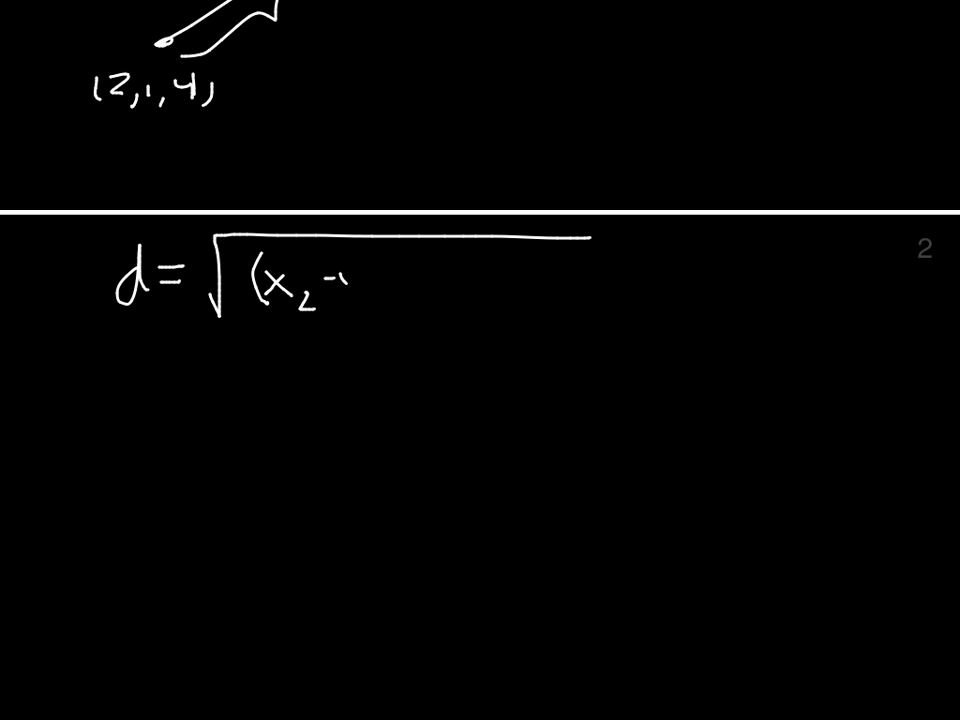 (2,1,4)
2
d = √(x₂ -